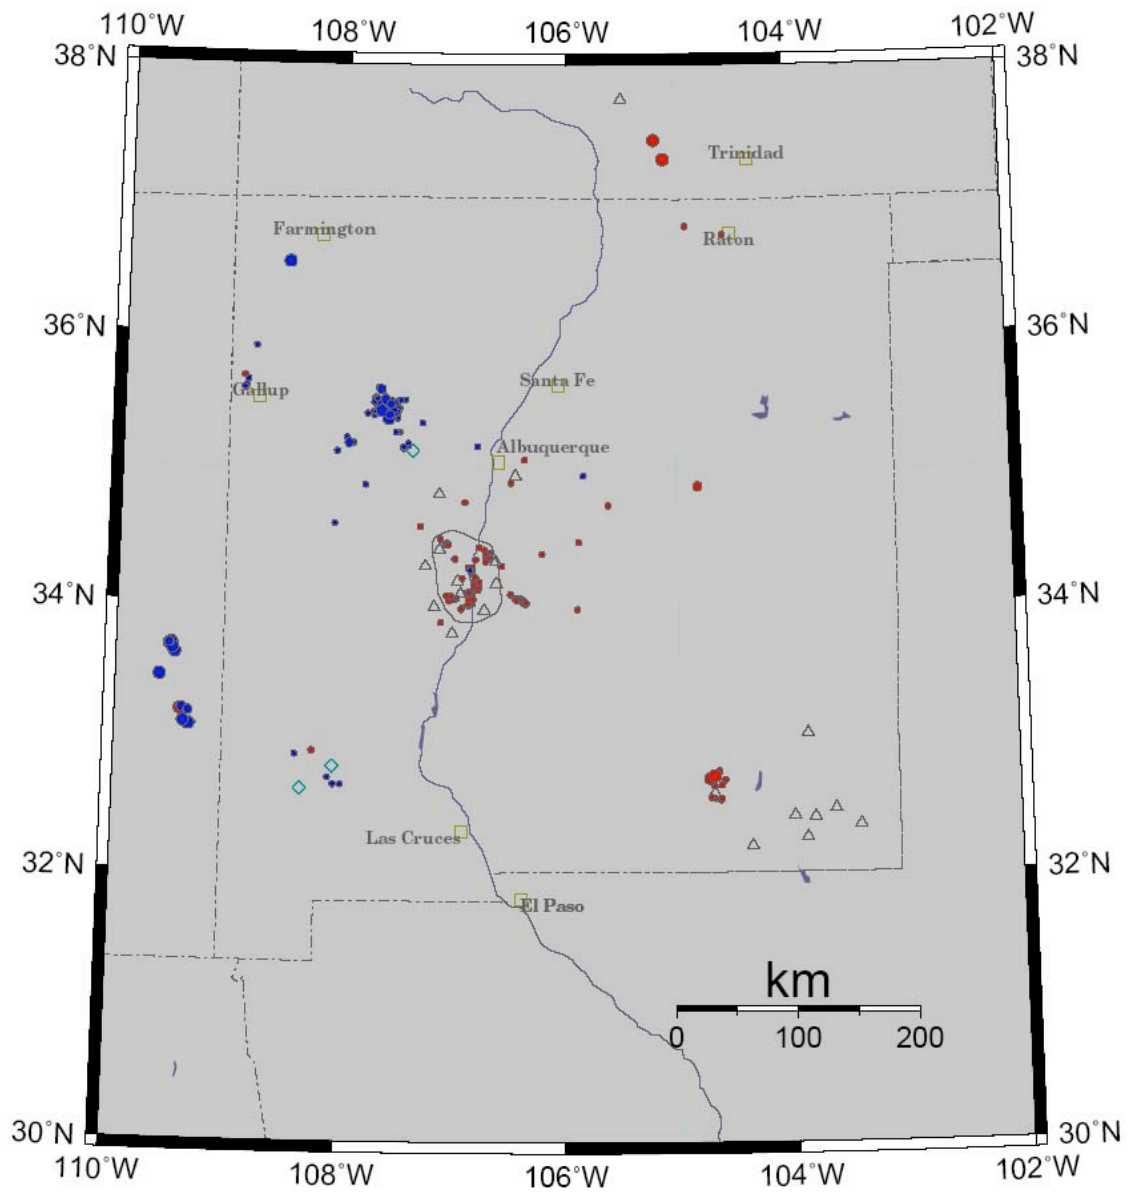 110˚W 108˚W 106˚W 104˚W 102˚W
38˚N 38˚N
Trinidad
Farmington
Raton
36˚N 36˚N
Santa Fe
Gallup
Albuquerque
34˚N 34˚N
Las Cruces
32˚N 32˚N
El Paso
km
0 100 200
30˚N 30˚N
110˚W 108˚W 106˚W 104˚W 102˚W